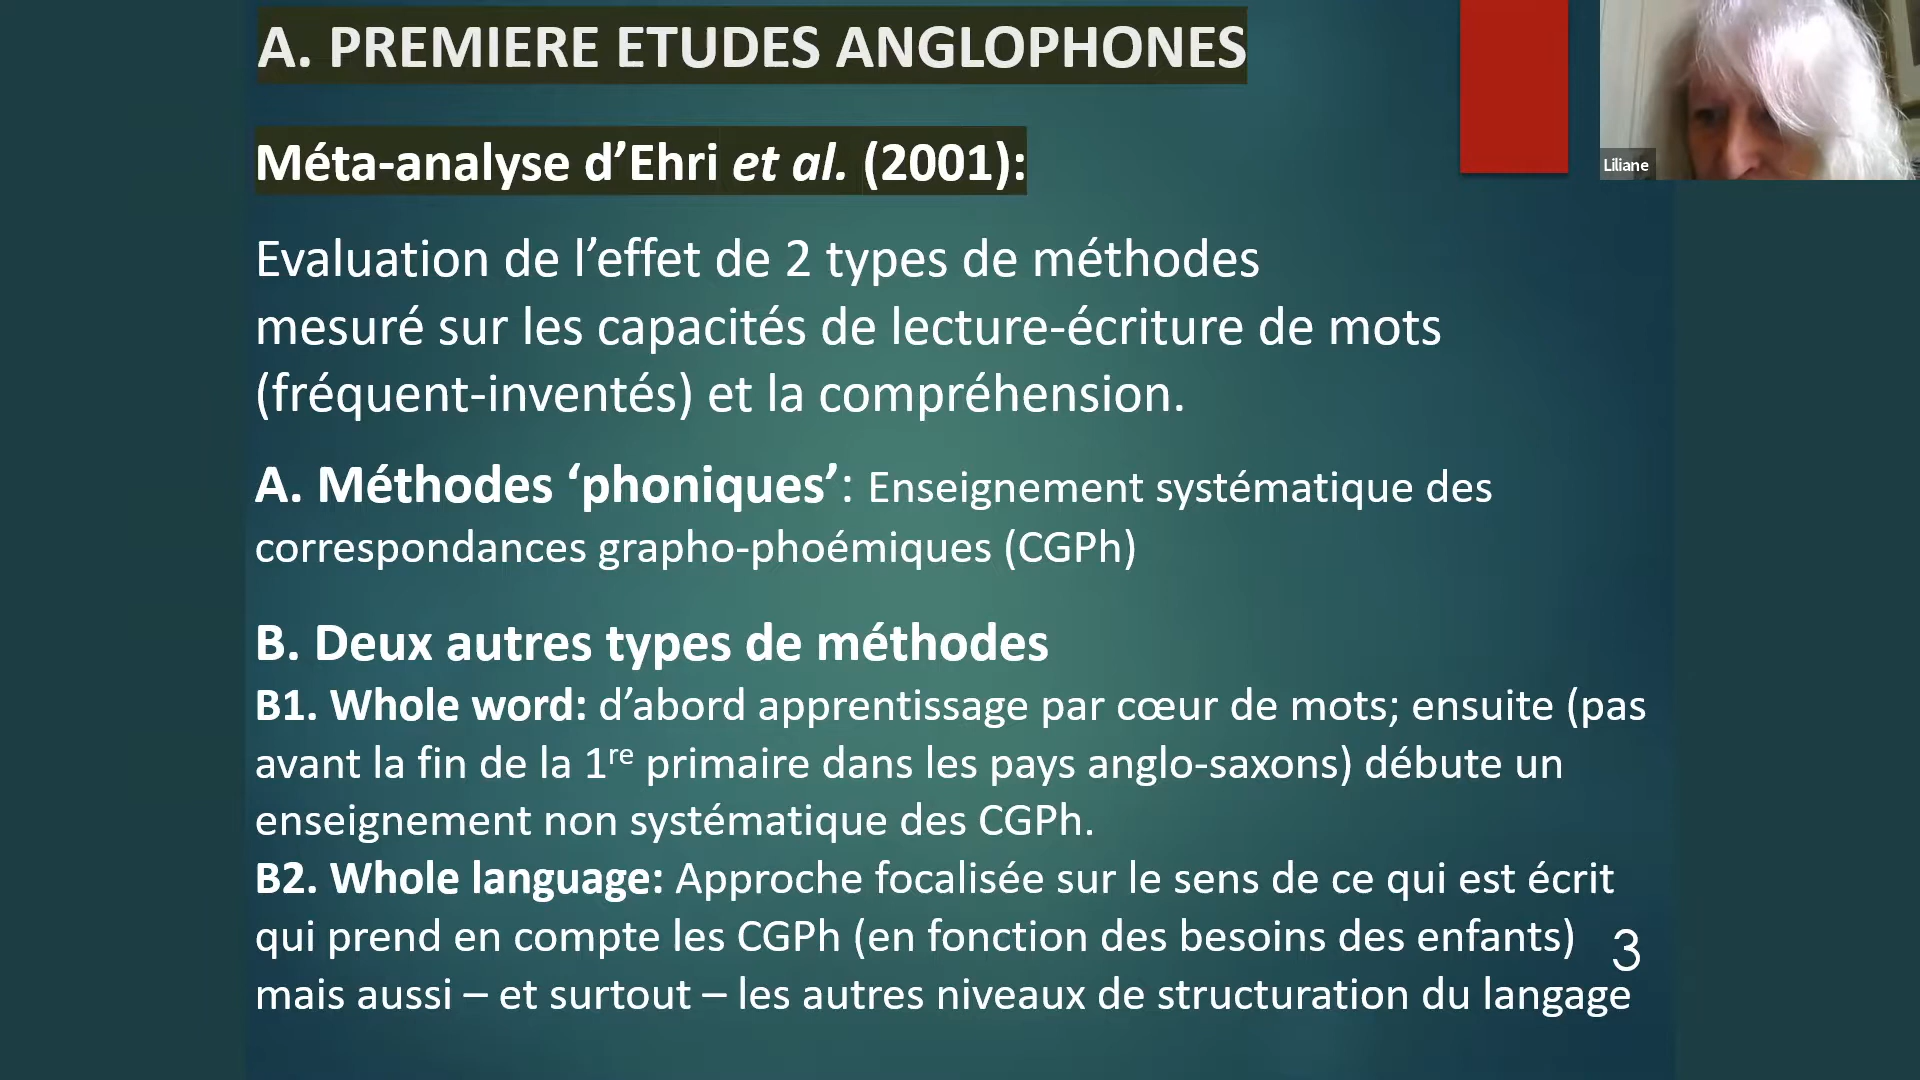 A. PREMIERE ETUDES ANGLOPHONES
Méta-analyse d’Ehri et al. (2001):
Liliane
Evaluation de l’effet de 2 types de méthodes
mesuré sur les capacités de lecture-écriture de mots
(fréquent-inventés) et la compréhension.
A. Méthodes ‘phoniques’: Enseignement systématique des
correspondances grapho-phoémiques (CGPh)
B. Deux autres types de méthodes
B1. Whole word: d’abord apprentissage par cœur de mots; ensuite (pas
avant la fin de la 1re primaire dans les pays anglo-saxons) débute un
enseignement non systématique des CGPh.
B2. Whole language: Approche focalisée sur le sens de ce qui est écrit
qui prend en compte les CGPh (en fonction des besoins des enfants)
mais aussi – et surtout – les autres niveaux de structuration du langage
3